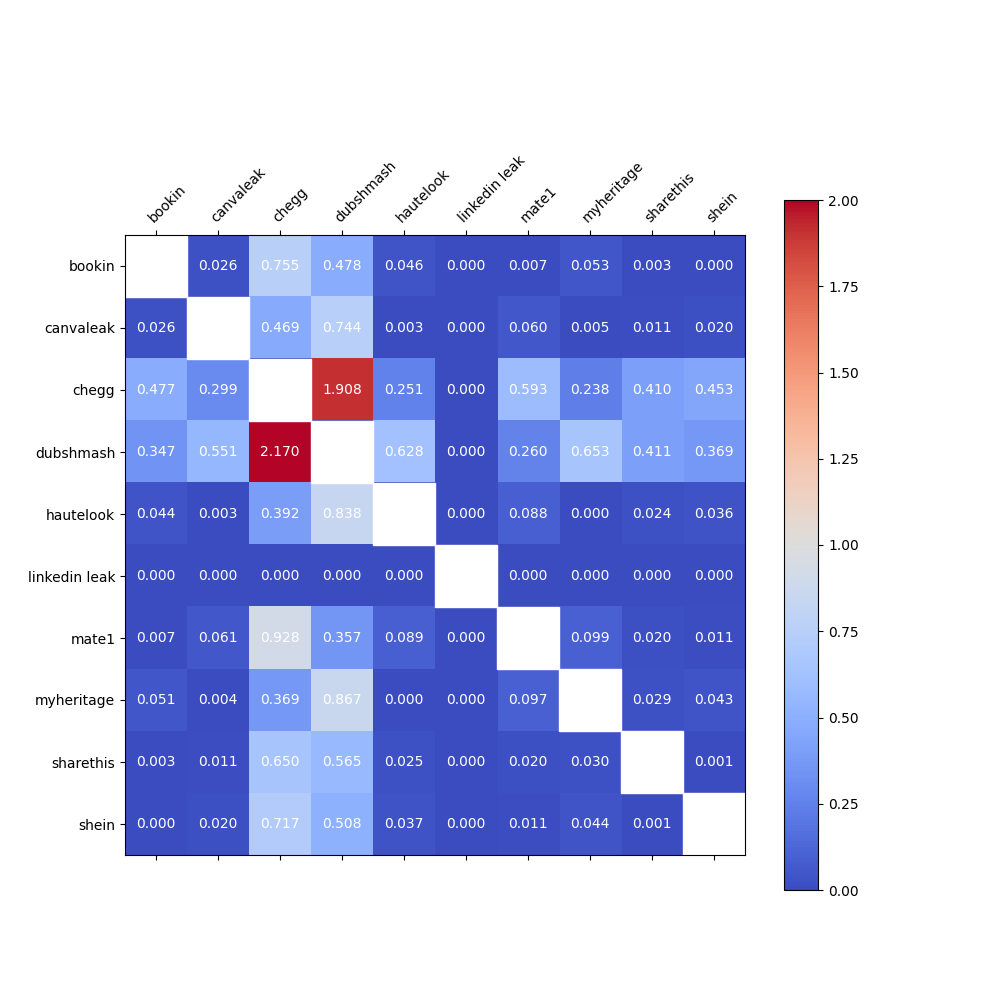 bookin canvaleak chegg dubshmash hautelook linkedin leak mate1 myheritage sharethis shein
bookin 0.026 0.755 0.478 0.046 0.000 0.007 0.053 0.003 0.000
canvaleak 0.026 0.469 0.744 0.003 0.000 0.060 0.005 0.011 0.020
chegg 0.477 0.299 1.908 0.251 0.000 0.593 0.238 0.410 0.453
dubshmash 0.347 0.551 2.170 0.628 0.000 0.260 0.653 0.411 0.369
hautelook 0.044 0.003 0.392 0.838 0.000 0.088 0.000 0.024 0.036
linkedin leak 0.000 0.000 0.000 0.000 0.000 0.000 0.000 0.000 0.000
mate1 0.007 0.061 0.928 0.357 0.089 0.000 0.099 0.020 0.011
myheritage 0.051 0.004 0.369 0.867 0.000 0.000 0.097 0.029 0.043
sharethis 0.003 0.011 0.650 0.565 0.025 0.000 0.020 0.030 0.001
shein 0.000 0.020 0.717 0.508 0.037 0.000 0.011 0.044 0.001
2.00
1.75
1.50
1.25
1.00
0.75
0.50
0.25
0.00